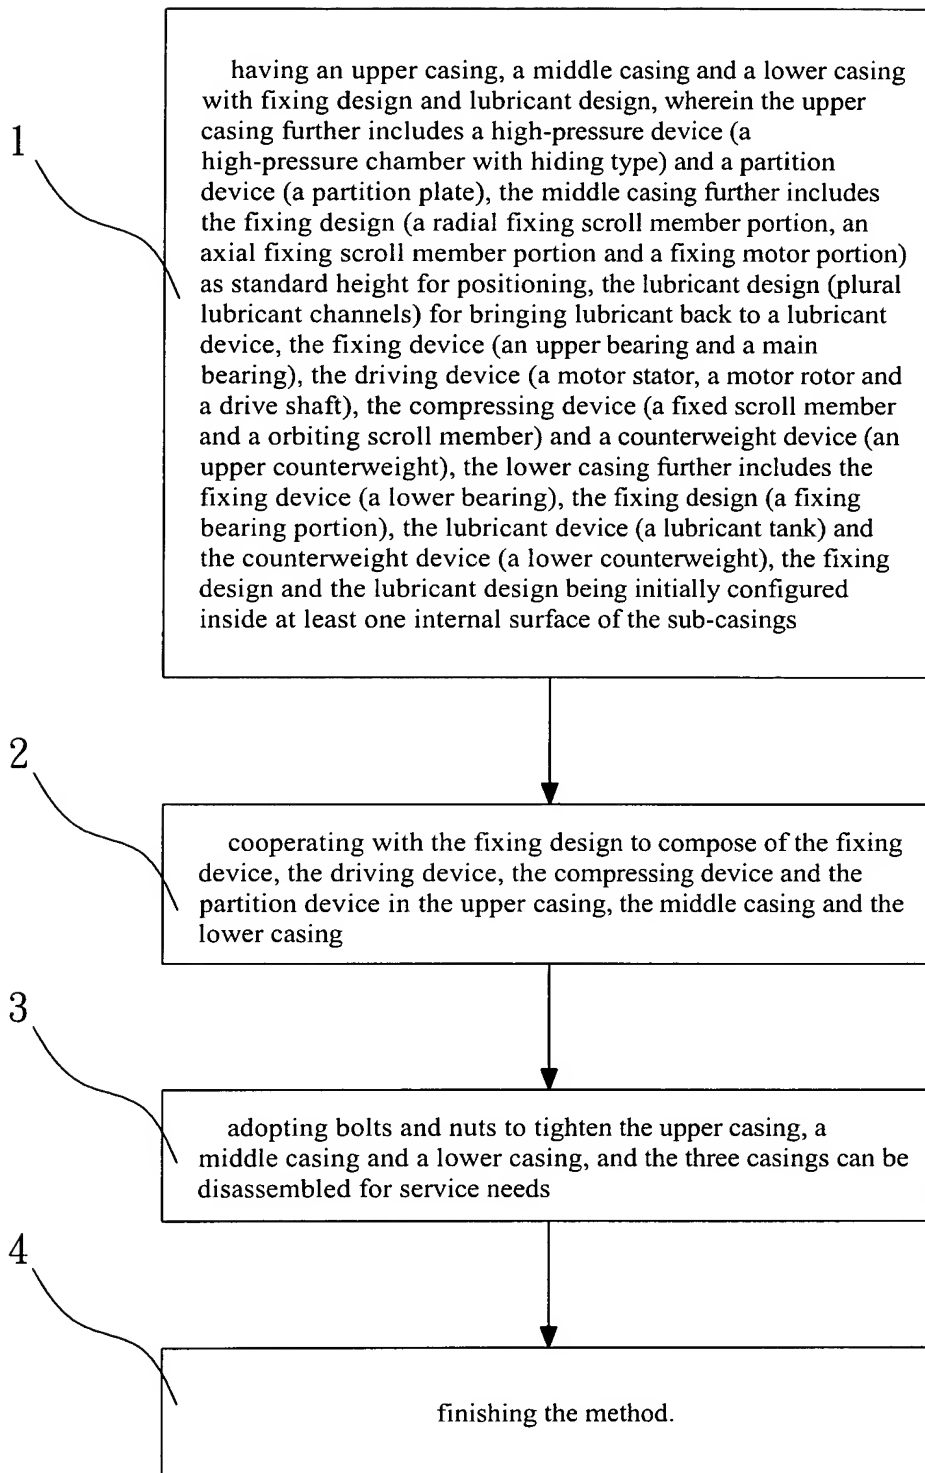 1
having an upper casing, a middle casing and a lower casing
with fixing design and lubricant design, wherein the upper
casing further includes a high-pressure device (a
high-pressure chamber with hiding type) and a partition
device (a partition plate), the middle casing further includes
the fixing design (a radial fixing scroll member portion, an
axial fixing scroll member portion and a fixing motor portion)
as standard height for positioning, the lubricant design (plural
lubricant channels) for bringing lubricant back to a lubricant
device, the fixing device (an upper bearing and a main
bearing), the driving device (a motor stator, a motor rotor and
a drive shaft), the compressing device (a fixed scroll member
and a orbiting scroll member) and a counterweight device (an
upper counterweight), the lower casing further includes the
fixing device (a lower bearing), the fixing design (a fixing
bearing portion), the lubricant device (a lubricant tank) and
the counterweight device (a lower counterweight), the fixing
design and the lubricant design being initially configured
inside at least one internal surface of the sub-casings
2
cooperating with the fixing design to compose of the fixing
device, the driving device, the compressing device and the
partition device in the upper casing, the middle casing and the
lower casing
3
adopting bolts and nuts to tighten the upper casing, a
middle casing and a lower casing, and the three casings can be
disassembled for service needs
4
finishing the method.